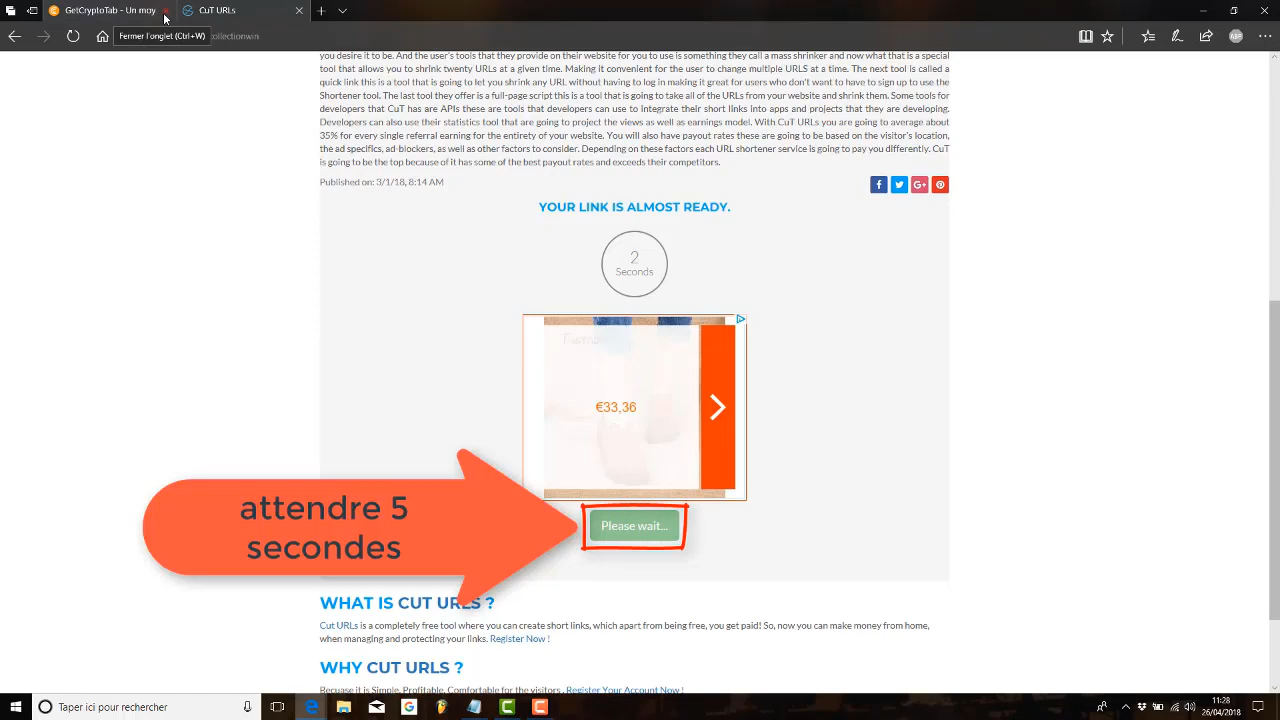 GetCryptoTab - Un moy
CUT URLs
Fermer l'onglet (Ctrl+W)
collectionwin
you desire it to be. And the user's tools that they provide on their website for you to use is something they call a mass shrinker and now what that is a special
tool that allows you to shrink twenty URLs at a given time. Making it convenient for the user to change multiple URLS at a time. The next tool is called a
quick link this is a tool that is going to let you shrink any URL without having to log in making it great for users who don't want to have to sign up to use the
Shortener tool. The last tool they offer is a full-page script this is a tool that is going to take all of the URLs from your website and shrink them. Some tools for
developers that CuT has are APIs these are tools that developers can use to integrate their short links into apps and projects that they are developing.
Developers can also use their statistics tool that are going to project the views as well as earnings model. With CuT URLs you are going to average about
35% for every single referral earning for the entirety of your website. You will also have payout rates these are going to be based on the visitor's location,
the ad specifics, ad-blockers, as well as other factors to consider. Depending on these factors each URL shortener service is going to pay you differently. CuT
is going to be the top because of it has some of the best payout rates and exceeds their competitors.
Published on: 3/1/18, 8:14 AM
YOUR LINK IS ALMOST READY.
2
Seconds
€33,36
attendre 5
secondes
Please wait...
WHAT IS CUT URLS ?
Cut URLs is a completely free tool where you can create short links, which apart from being free, you get paid! So, now you can make money from home,
when managing and protecting your links. Register Now !
WHY CUT URLS ?
Becuase it is Simple, Profitable, Comfortable for the visitors . Register Your Account Now !
Taper ici pour rechercher
11:28
26/04/2018